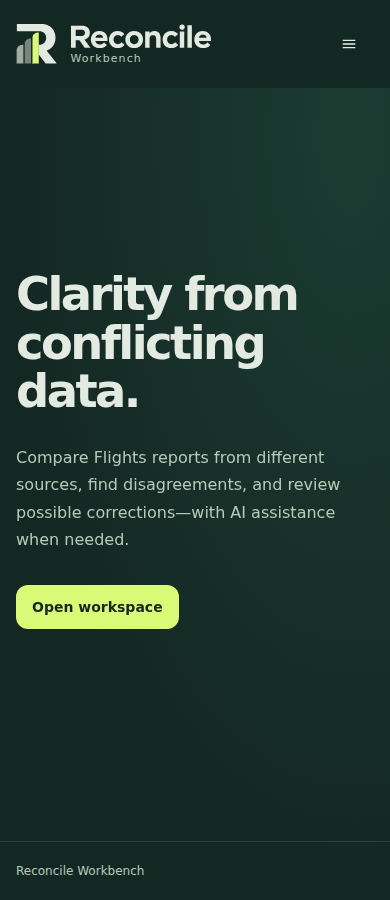 Reconcile
Workbench
Clarity from
conflicting
data.
Compare Flights reports from different
sources, find disagreements, and review
possible corrections—with AI assistance
when needed.
Open workspace
Reconcile Workbench